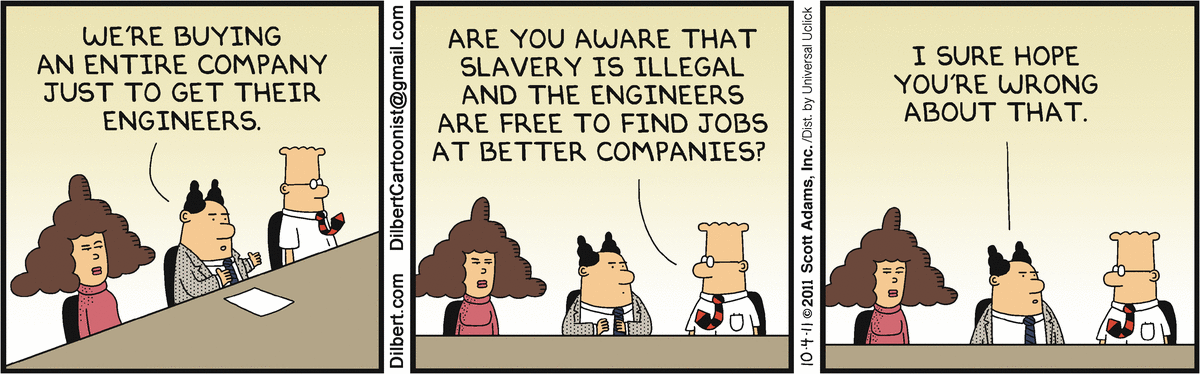 WE'RE BUYING
AN ENTIRE COMPANY
JUST TO GET THEIR
ENGINEERS.
Dilbert.com DilbertCartoonist@gmail.com
ARE YOU AWARE THAT
SLAVERY IS ILLEGAL
AND THE ENGINEERS
ARE FREE TO FIND JOBS
AT BETTER COMPANIES?
10-4-11 ©2011 Scott Adams, Inc. /Dist. by Universal Uclick
I SURE HOPE
YOU'RE WRONG
ABOUT THAT.